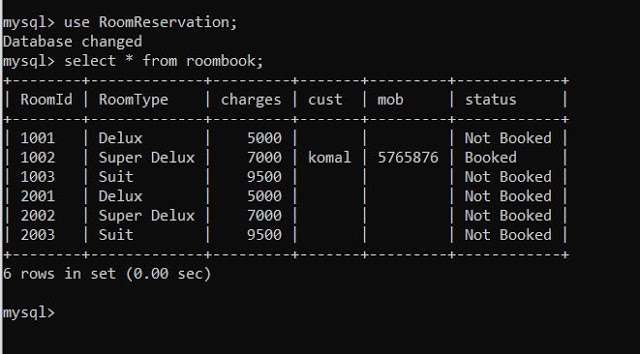 mysql> use RoomReservation;
Database changed
mysql> select * from roombook;
+--------+-------------+---------+-------+---------+------------+
| RoomId | RoomType    | charges | cust  | mob     | status     |
+--------+-------------+---------+-------+---------+------------+
| 1001   | Delux       |    5000 |       |         | Not Booked |
| 1002   | Super Delux |    7000 | komal | 5765876 | Booked     |
| 1003   | Suit        |    9500 |       |         | Not Booked |
| 2001   | Delux       |    5000 |       |         | Not Booked |
| 2002   | Super Delux |    7000 |       |         | Not Booked |
| 2003   | Suit        |    9500 |       |         | Not Booked |
+--------+-------------+---------+-------+---------+------------+
6 rows in set (0.00 sec)
mysql>